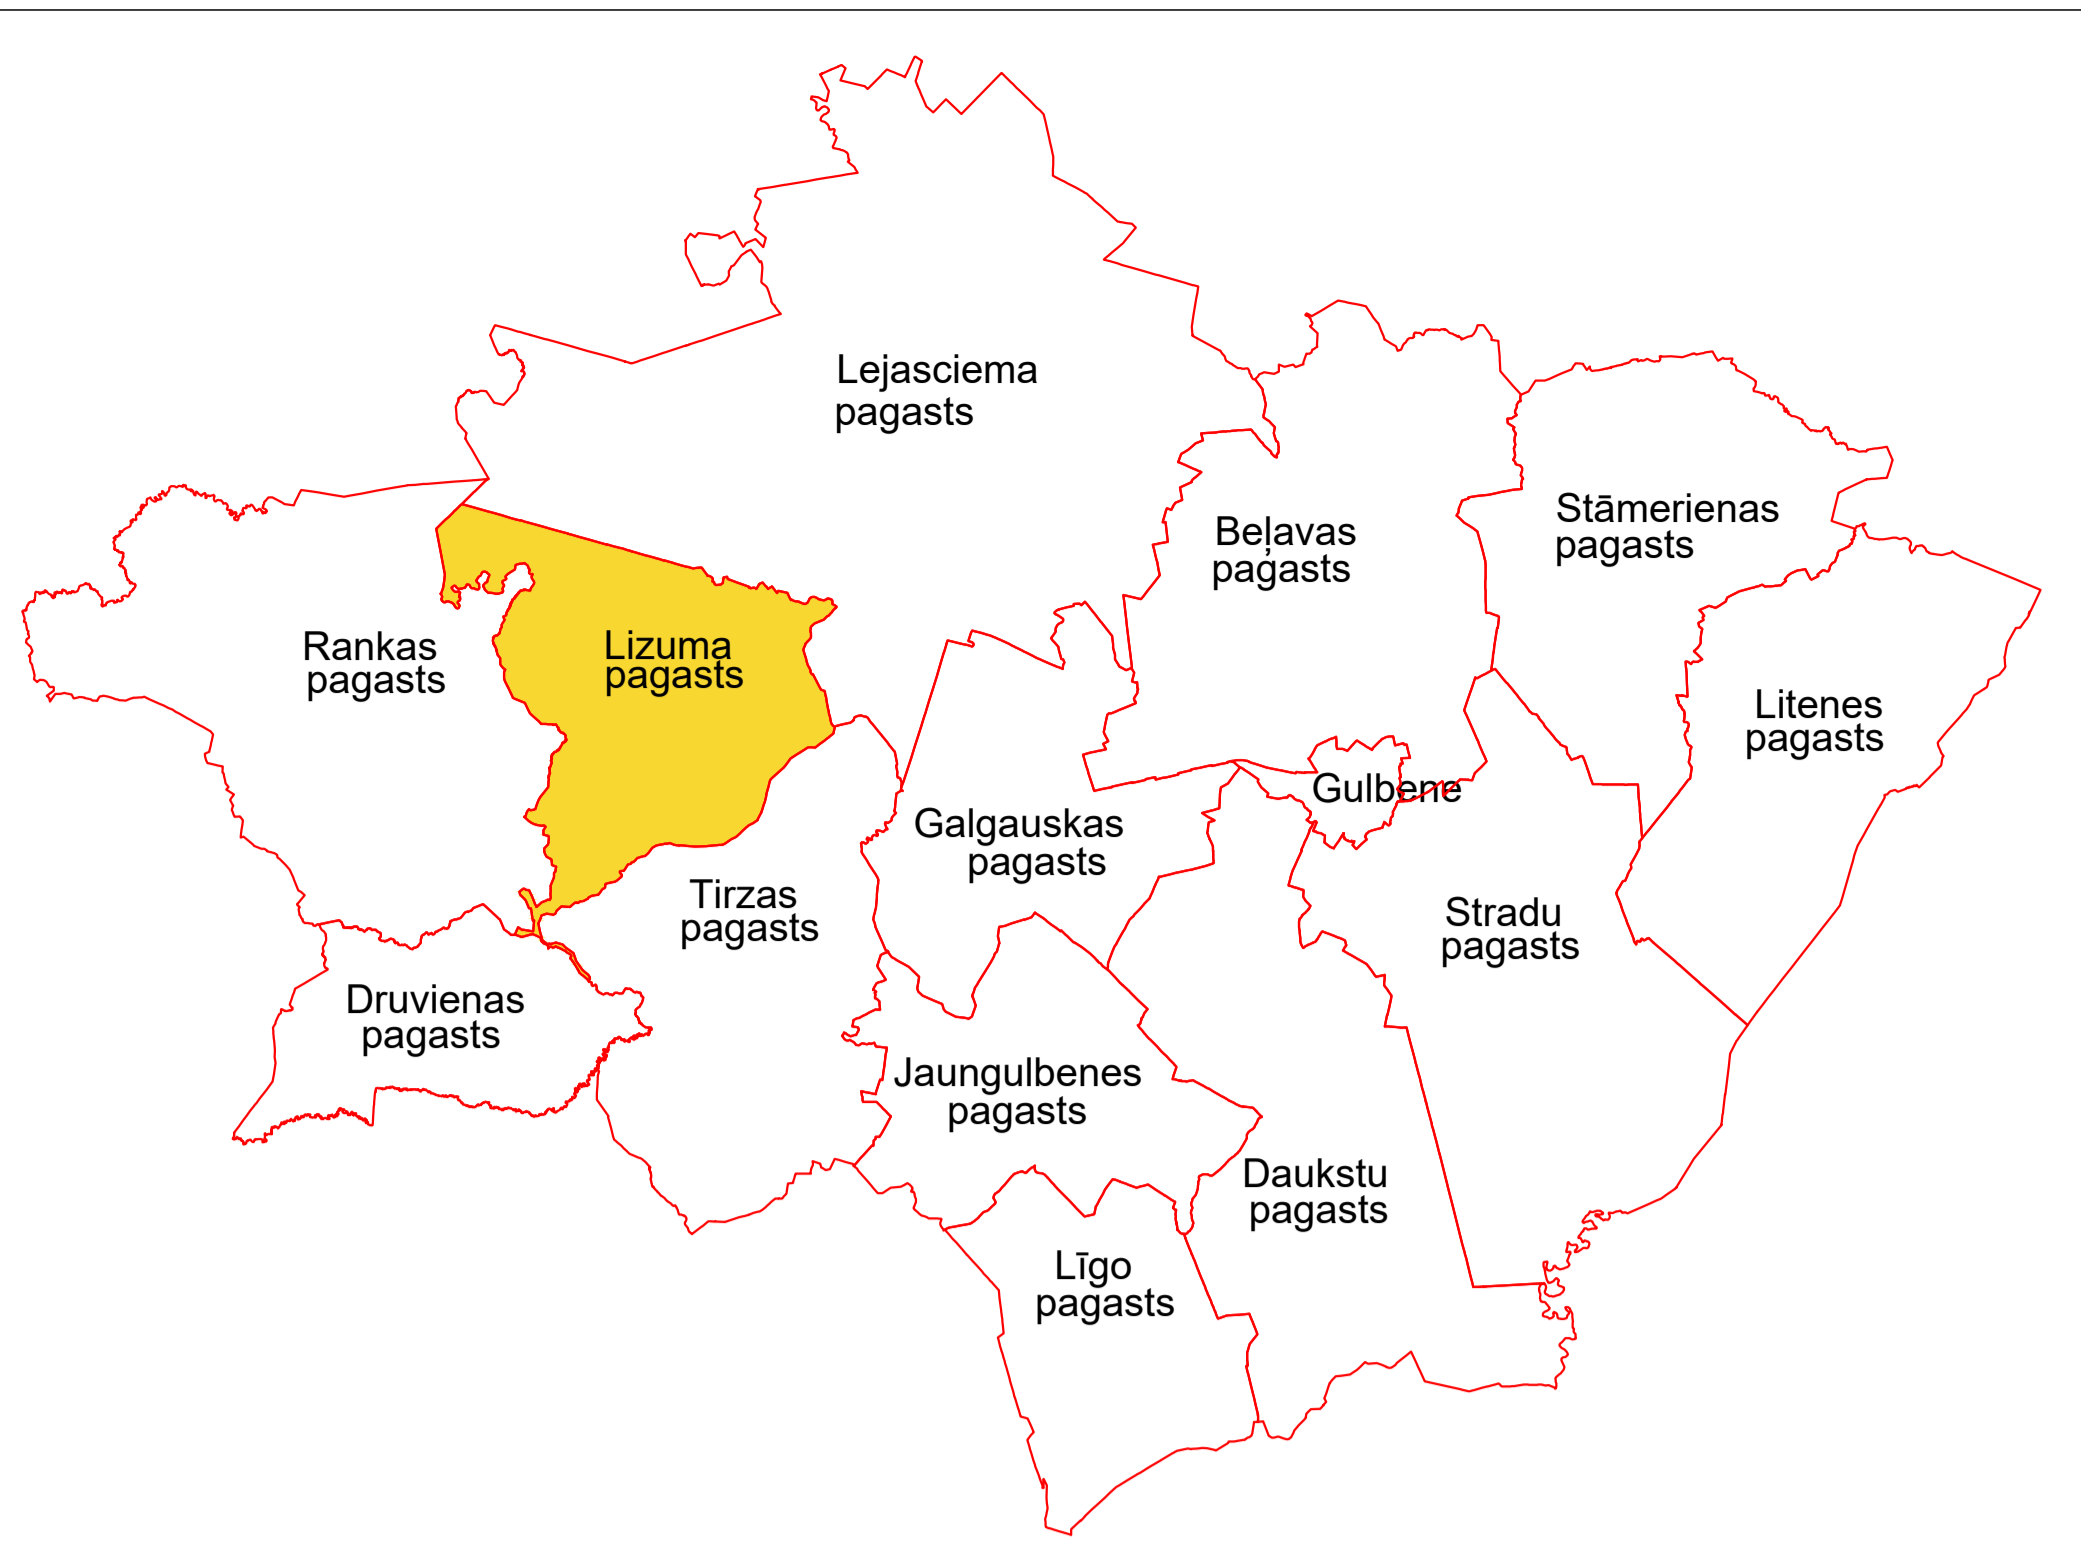 Lejasciema
pagasts
Beļavas
pagasts
Stāmerienas
pagasts
Rankas
pagasts
Lizuma
pagasts
Litenes
pagasts
Gulbene
Galgauskas
pagasts
Tirzas
pagasts
Stradu
pagasts
Druvienas
pagasts
Jaungulbenes
pagasts
Daukstu
pagasts
Līgo
pagasts